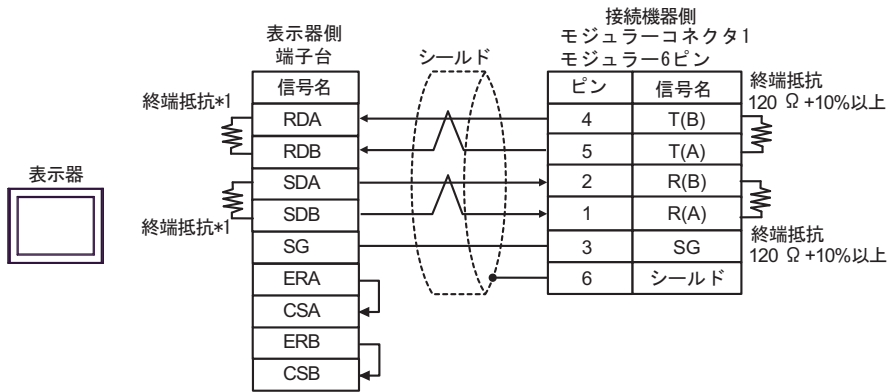 表示器
表示器側
端子台
シールド
接続機器側
モジュラーコネクタ1
モジュラー6ピン
終端抵抗*1
終端抵抗*1
信号名
RDA
RDB
SDA
SDB
SG
ERA
CSA
ERB
CSB
ピン 信号名
4 T(B)
5 T(A)
2 R(B)
1 R(A)
3 SG
6 シールド
終端抵抗
120 Ω +10%以上
終端抵抗
120 Ω +10%以上